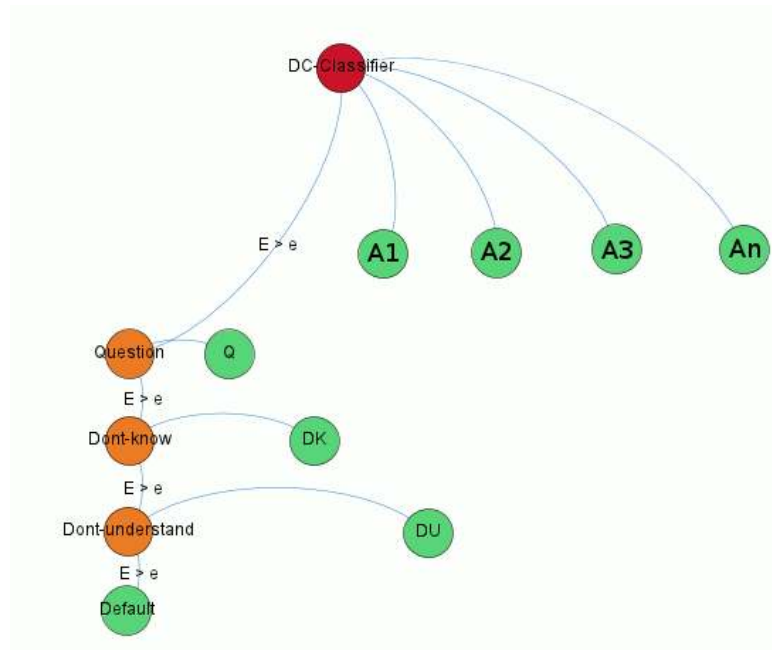 DC-Classifier
E > e
A1
A2
A3
An
Question
Q
E > e
Dont-know
DK
E > e
Dont-understand
DU
E > e
Default